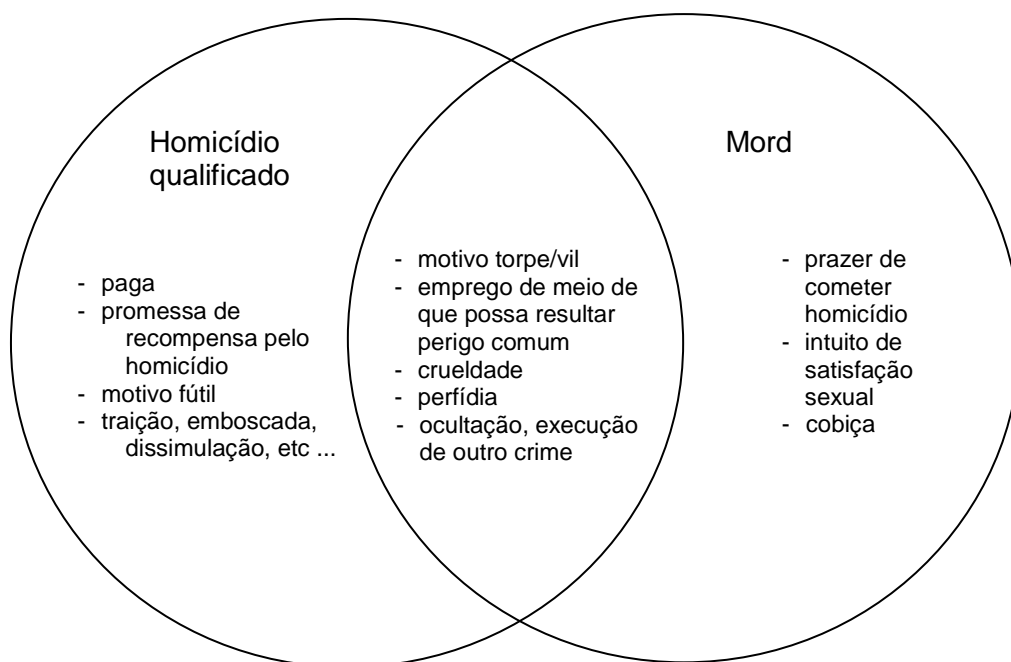 Homicídio
qualificado
- paga
- promessa de
recompensa pelo
homicídio
- motivo fútil
- traição, emboscada,
dissimulação, etc ...
- motivo torpe/vil
- emprego de meio de
que possa resultar
perigo comum
- crueldade
- perfídia
- ocultação, execução
de outro crime
Mord
- prazer de
cometer
homicídio
- intuito de
satisfação
sexual
- cobiça